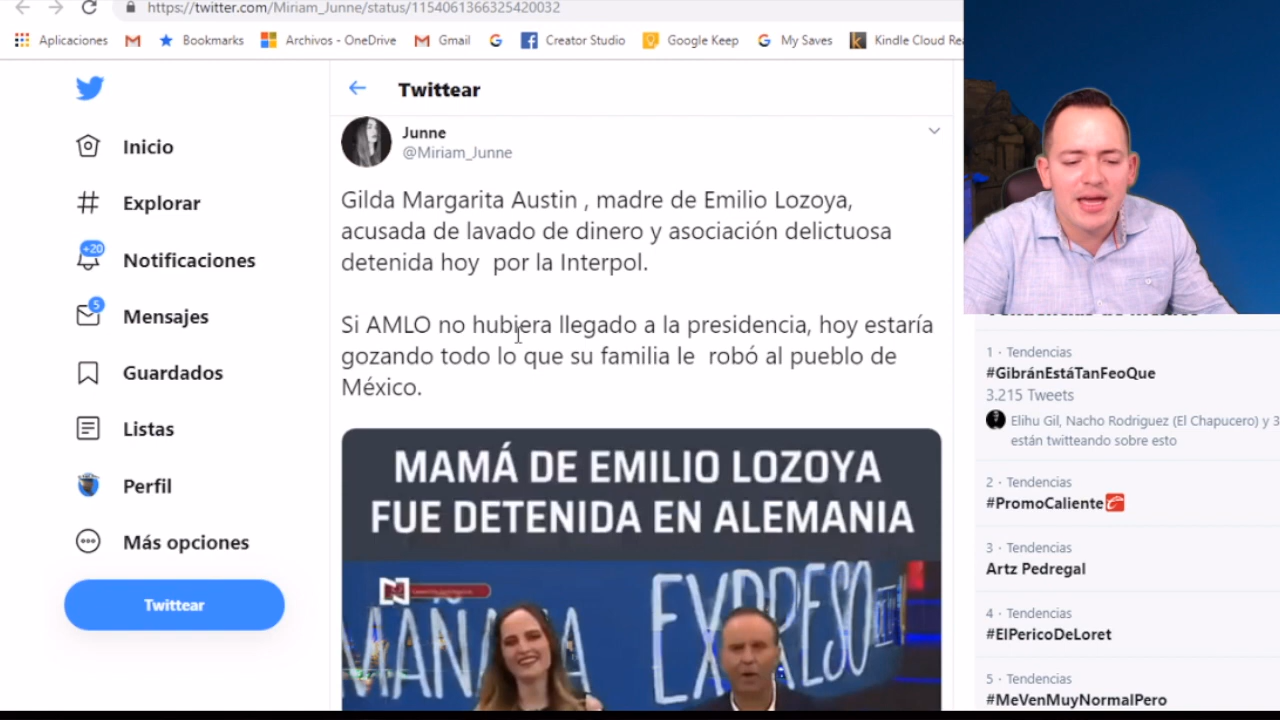 https://twitter.com/Miriam_Junne/status/1154061366325420032
Aplicaciones
Bookmarks
Archivos - OneDrive
Gmail
Creator Studio
Google Keep
My Saves
Kindle Cloud Rea
Twittear
Junne
@Miriam_Junne
Inicio
Explorar
+20
Notificaciones
5
Mensajes
Guardados
Listas
Perfil
Más opciones
Twittear
Gilda Margarita Austin , madre de Emilio Lozoya,
acusada de lavado de dinero y asociación delictuosa
detenida hoy por la Interpol.
Si AMLO no hubiera llegado a la presidencia, hoy estaría
gozando todo lo que su familia le robó al pueblo de
México.
MAMÁ DE EMILIO LOZOYA
FUE DETENIDA EN ALEMANIA
MAÑANA
EXPRESO
1 · Tendencias
#GibránEstáTanFeoQue
3.215 Tweets
Elihu Gil, Nacho Rodriguez (El Chapucero) y 3
están twitteando sobre esto
2 · Tendencias
#PromoCaliente
3 · Tendencias
Artz Pedregal
4 · Tendencias
#ElPericoDeLoret
5 · Tendencias
#MeVenMuyNormalPero